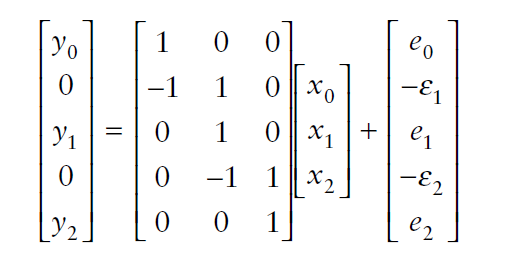 y₀ 1 0 0 e₀
0 −1 1 0 x₀ −ε₁
y₁ = 0 1 0 x₁ + e₁
0 0 −1 1 x₂ −ε₂
y₂ 0 0 1 e₂